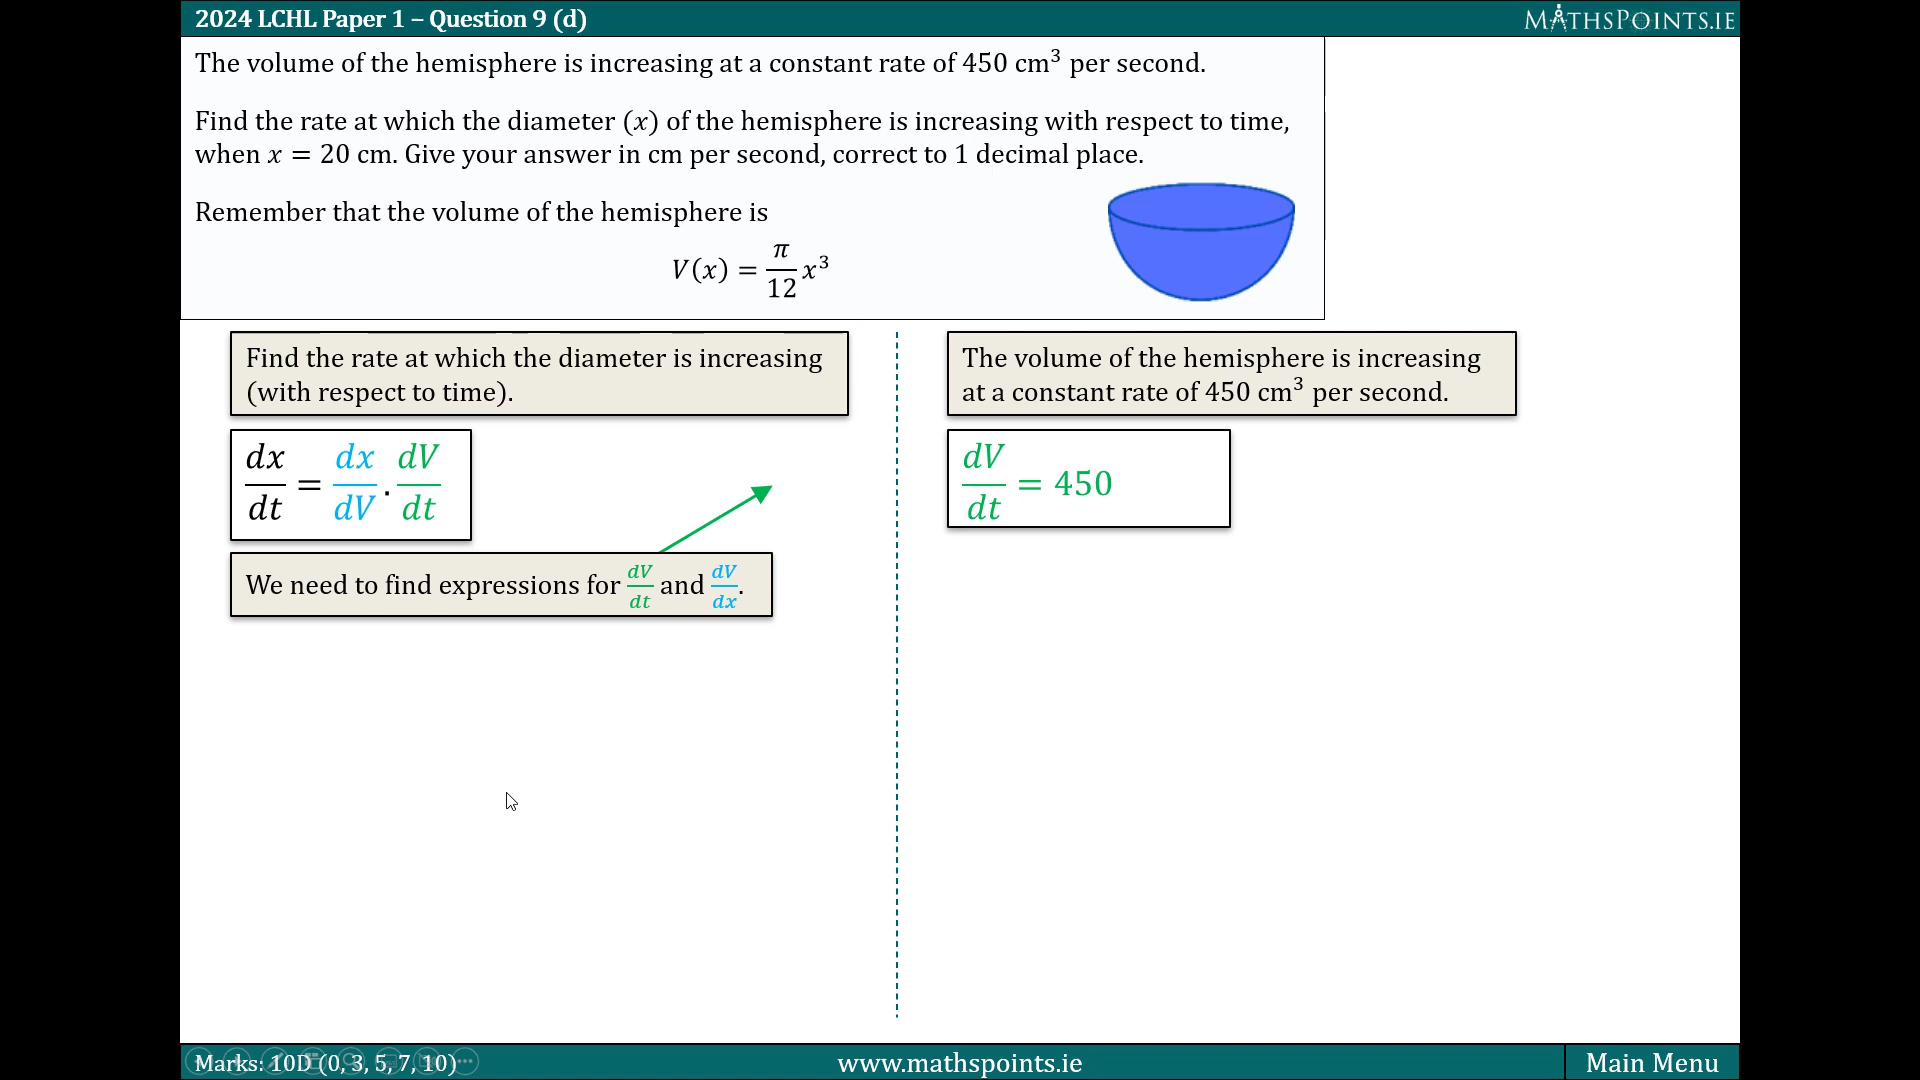 2024 LCHL Paper 1 – Question 9 (d)
MATHSPOINTS.IE
The volume of the hemisphere is increasing at a constant rate of 450 cm³ per second.
Find the rate at which the diameter (x) of the hemisphere is increasing with respect to time,
when x = 20 cm. Give your answer in cm per second, correct to 1 decimal place.
Remember that the volume of the hemisphere is
V(x) = π/12 x³
Find the rate at which the diameter is increasing
(with respect to time).
dx/dt = dx/dV . dV/dt
We need to find expressions for dV/dt and dV/dx.
The volume of the hemisphere is increasing
at a constant rate of 450 cm³ per second.
dV/dt = 450
Marks: 10D (0, 3, 5, 7, 10)
www.mathspoints.ie
Main Menu